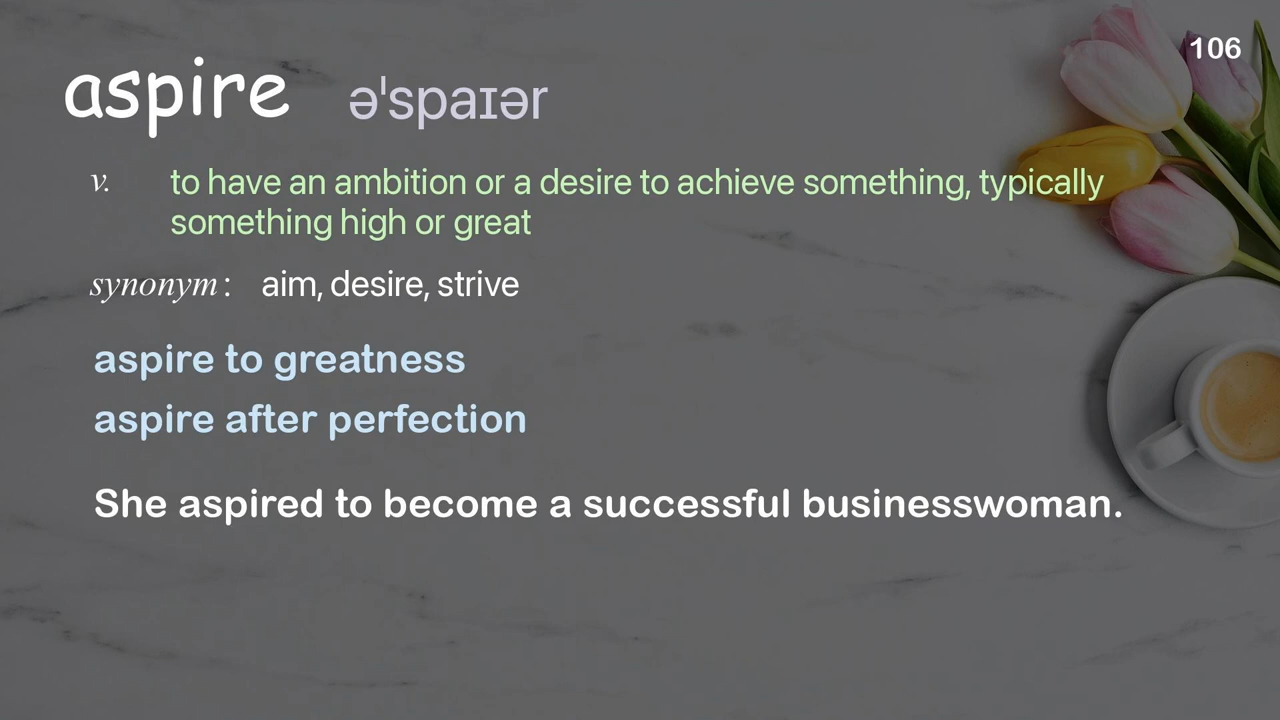 106
aspire əˈspaɪər
v. to have an ambition or a desire to achieve something, typically
something high or great
synonym: aim, desire, strive
aspire to greatness
aspire after perfection
She aspired to become a successful businesswoman.